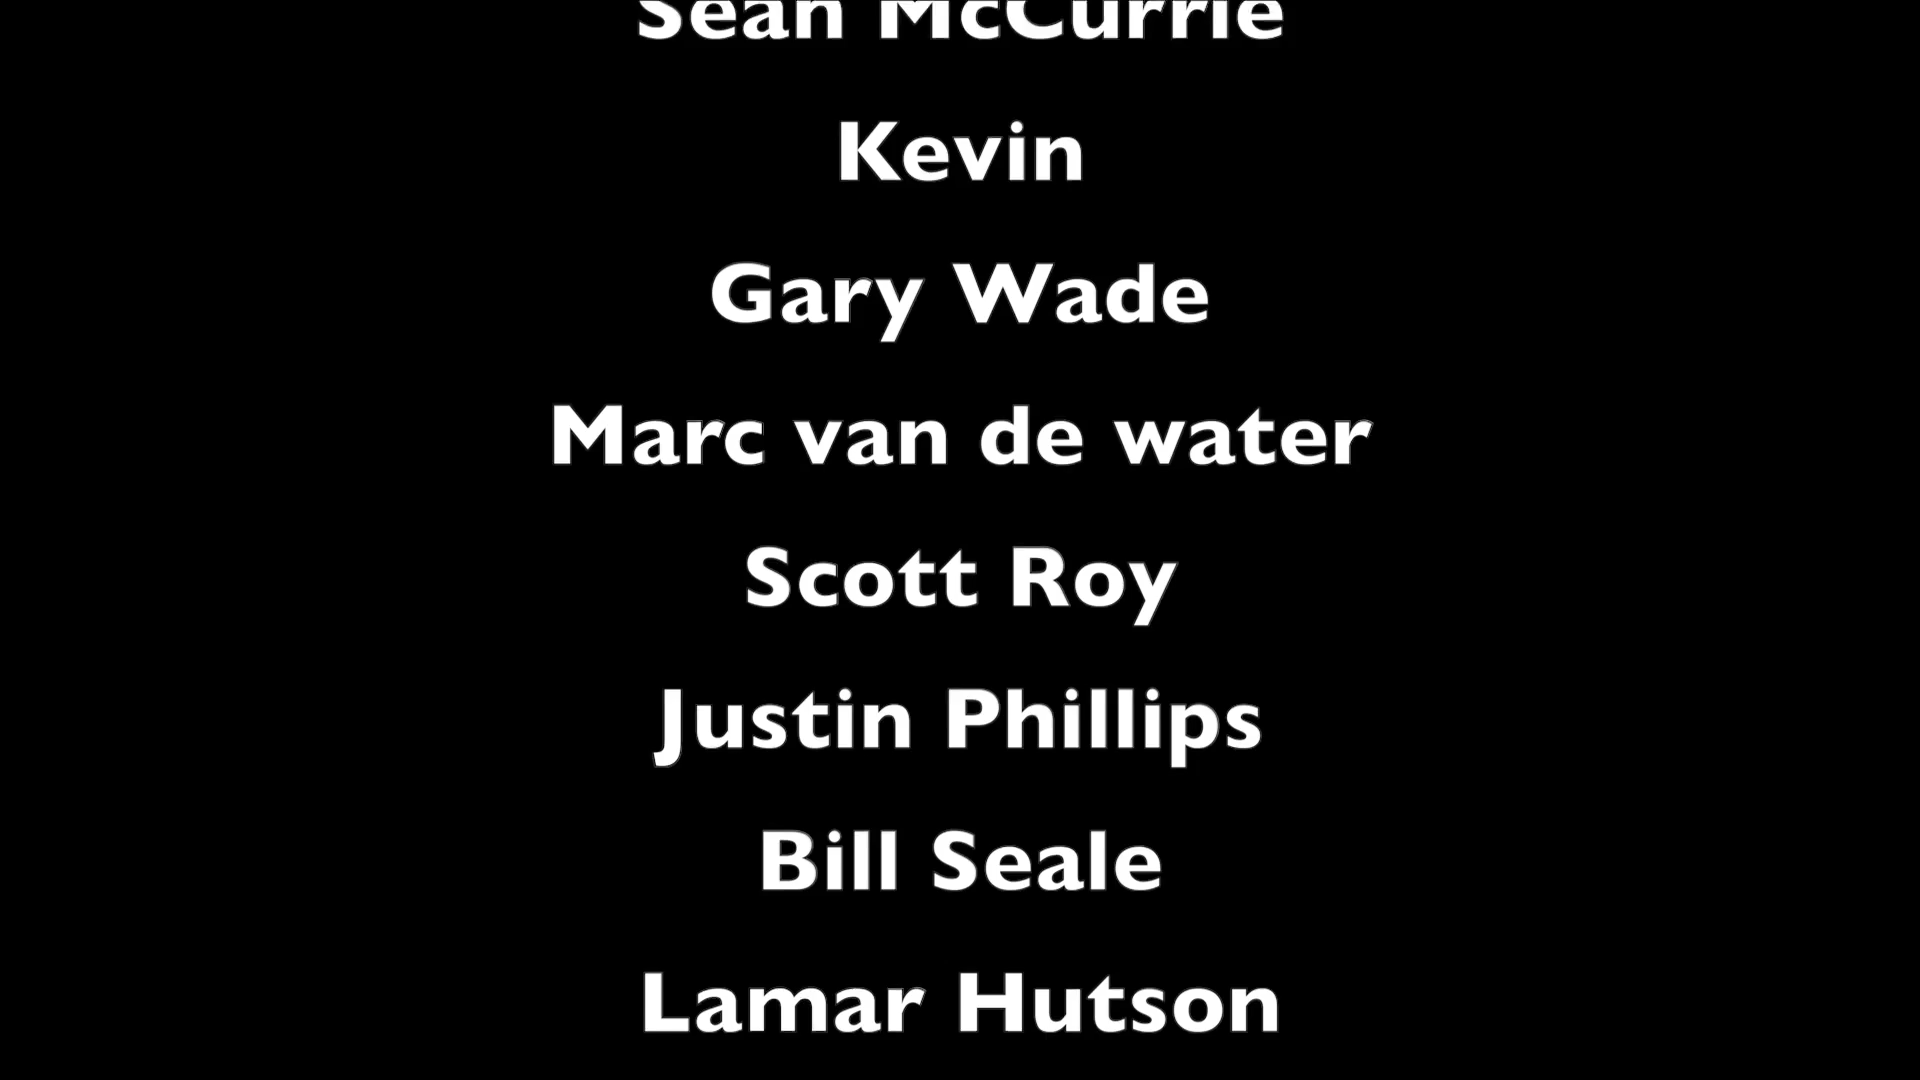 Sean McCurrie
Kevin
Gary Wade
Marc van de water
Scott Roy
Justin Phillips
Bill Seale
Lamar Hutson